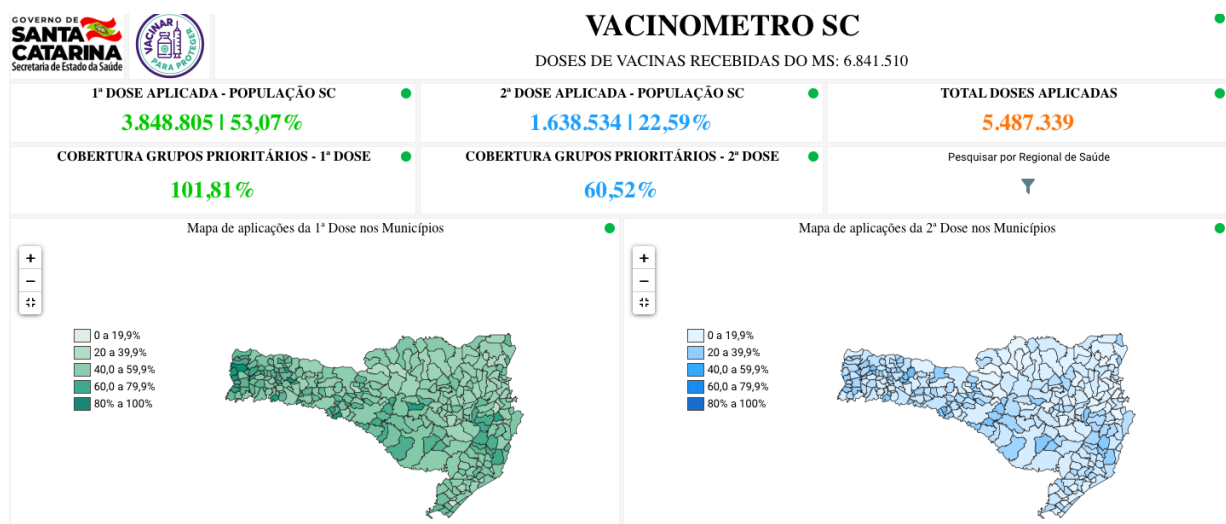 GOVERNO DE
SANTA
CATARINA
Secretaria de Estado da Saúde
VACINAR
PARA PROTEGER
VACINOMETRO SC
DOSES DE VACINAS RECEBIDAS DO MS: 6.841.510
1ª DOSE APLICADA - POPULAÇÃO SC
3.848.805 | 53,07%
2ª DOSE APLICADA - POPULAÇÃO SC
1.638.534 | 22,59%
TOTAL DOSES APLICADAS
5.487.339
COBERTURA GRUPOS PRIORITÁRIOS - 1ª DOSE
101,81%
COBERTURA GRUPOS PRIORITÁRIOS - 2ª DOSE
60,52%
Pesquisar por Regional de Saúde
Mapa de aplicações da 1ª Dose nos Municípios
+
−
0 a 19,9%
20 a 39,9%
40,0 a 59,9%
60,0 a 79,9%
80% a 100%
Mapa de aplicações da 2ª Dose nos Municípios
+
−
0 a 19,9%
20 a 39,9%
40,0 a 59,9%
60,0 a 79,9%
80% a 100%